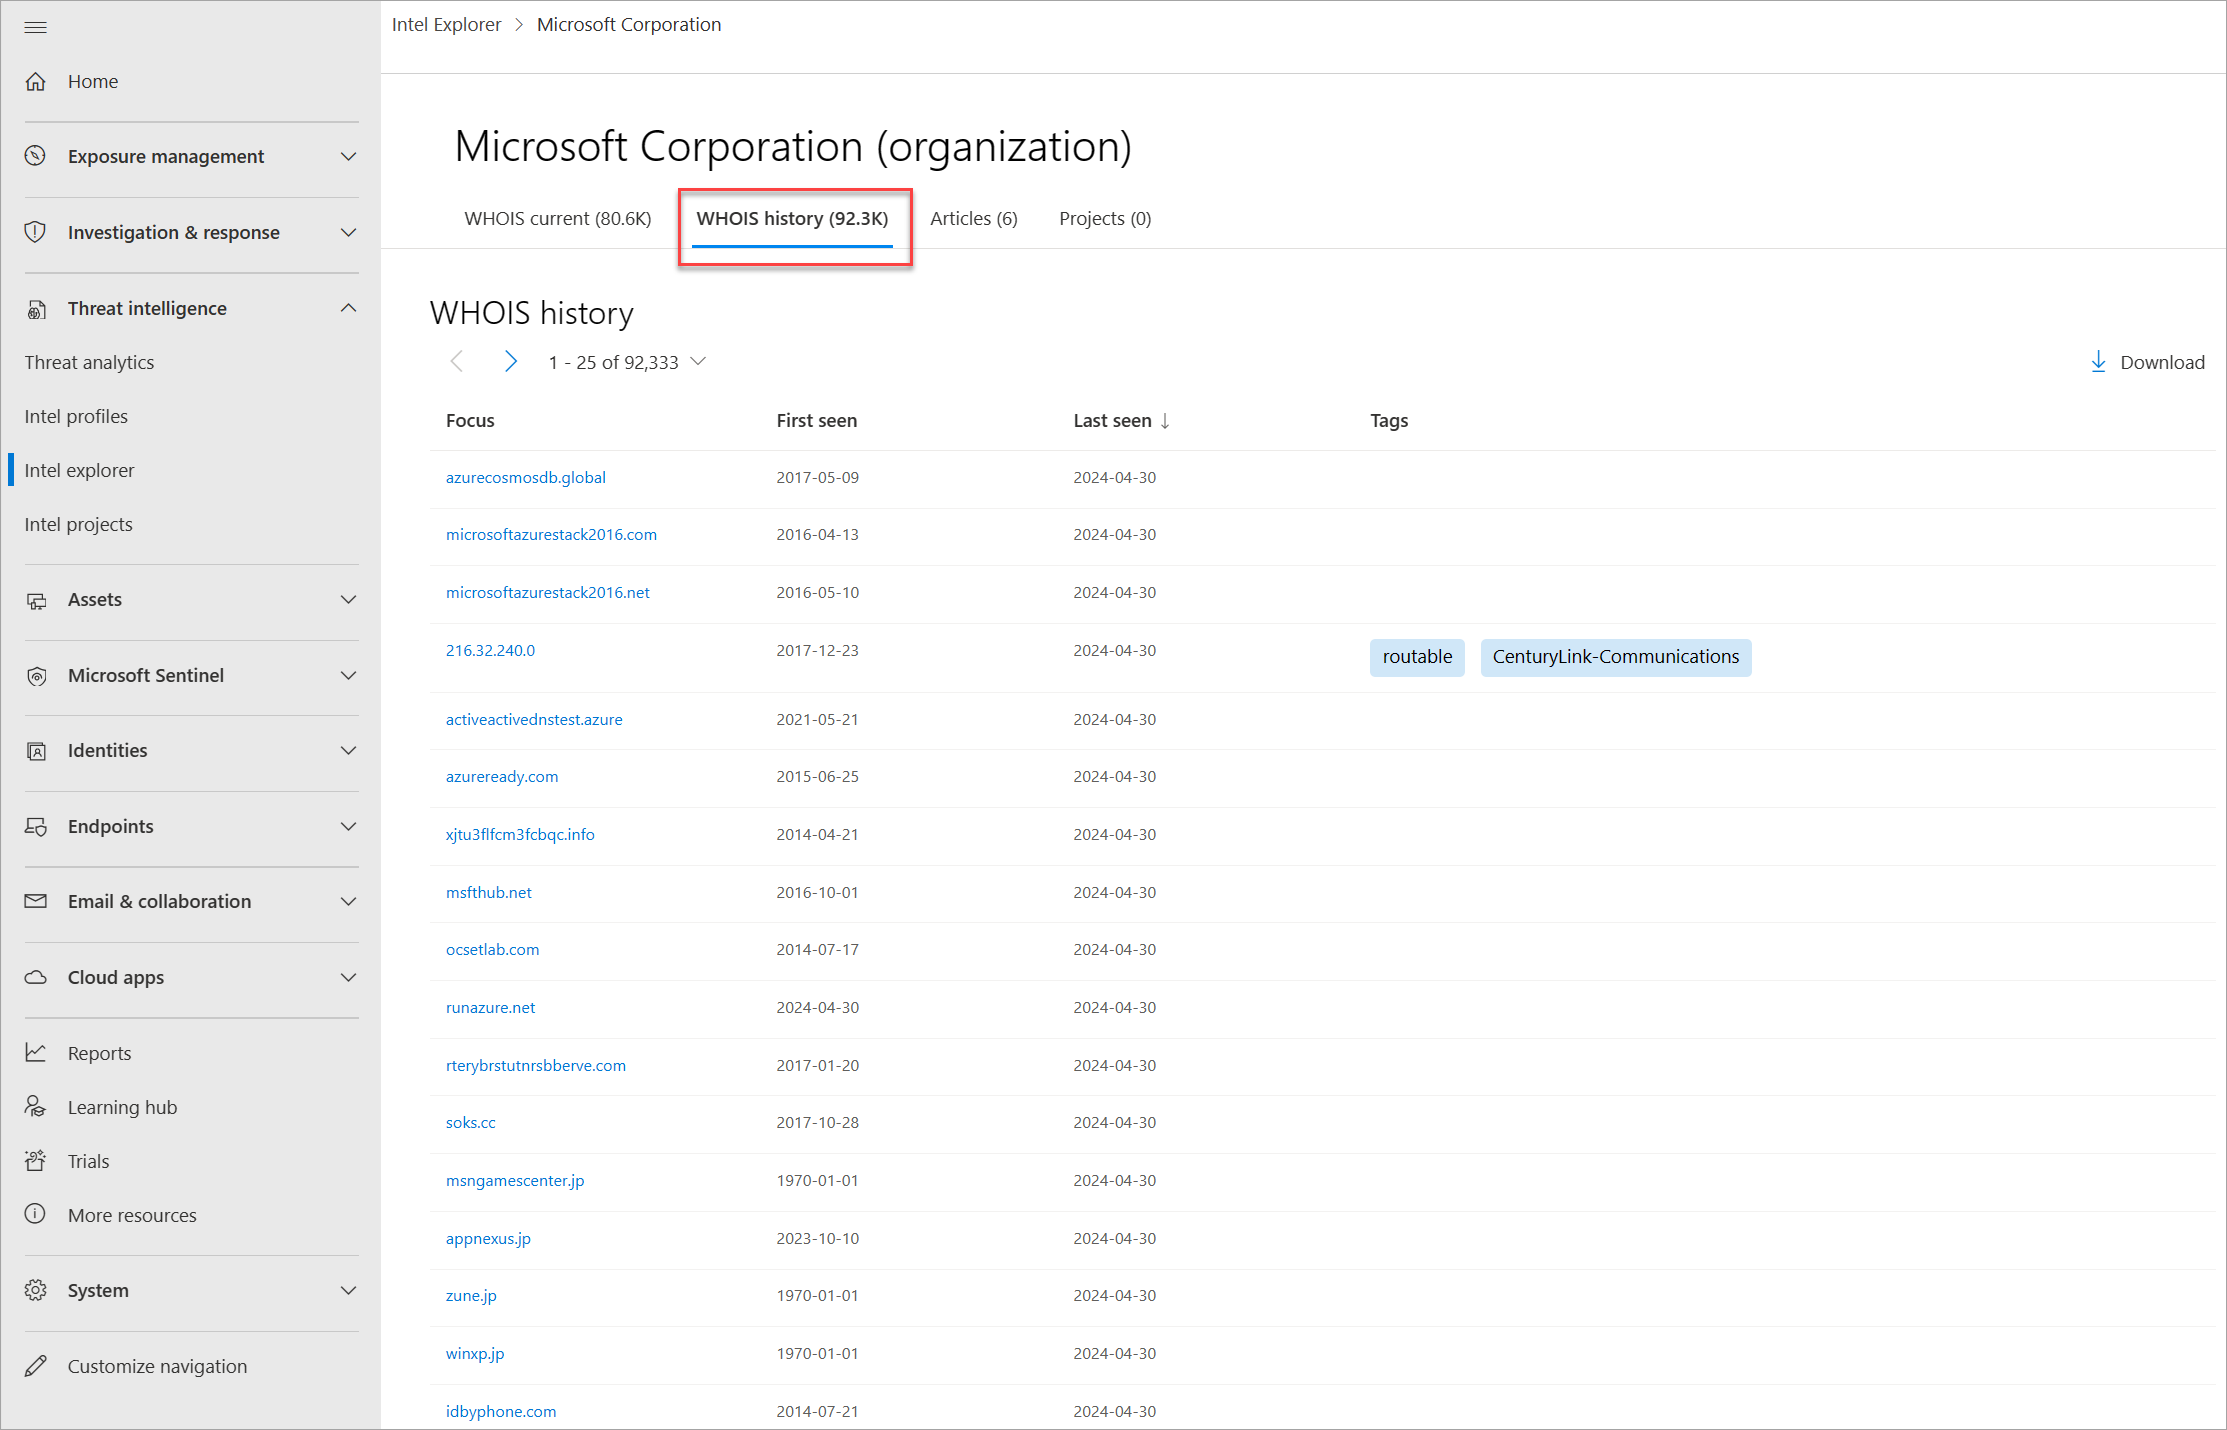 Home
Exposure management
Investigation & response
Threat intelligence
Threat analytics
Intel profiles
Intel explorer
Intel projects
Assets
Microsoft Sentinel
Identities
Endpoints
Email & collaboration
Cloud apps
Reports
Learning hub
Trials
More resources
System
Customize navigation
Intel Explorer > Microsoft Corporation
Microsoft Corporation (organization)
WHOIS current (80.6K) WHOIS history (92.3K) Articles (6) Projects (0)
WHOIS history
1 - 25 of 92,333 Download
Focus First seen Last seen ↓ Tags
azurecosmosdb.global 2017-05-09 2024-04-30
microsoftazurestack2016.com 2016-04-13 2024-04-30
microsoftazurestack2016.net 2016-05-10 2024-04-30
216.32.240.0 2017-12-23 2024-04-30 routable CenturyLink-Communications
activeactivednstest.azure 2021-05-21 2024-04-30
azureready.com 2015-06-25 2024-04-30
xjtu3flfcm3fcbqc.info 2014-04-21 2024-04-30
msfthub.net 2016-10-01 2024-04-30
ocsetlab.com 2014-07-17 2024-04-30
runazure.net 2024-04-30 2024-04-30
rterybrstutnrsbberve.com 2017-01-20 2024-04-30
soks.cc 2017-10-28 2024-04-30
msngamescenter.jp 1970-01-01 2024-04-30
appnexus.jp 2023-10-10 2024-04-30
zune.jp 1970-01-01 2024-04-30
winxp.jp 1970-01-01 2024-04-30
idbyphone.com 2014-07-21 2024-04-30